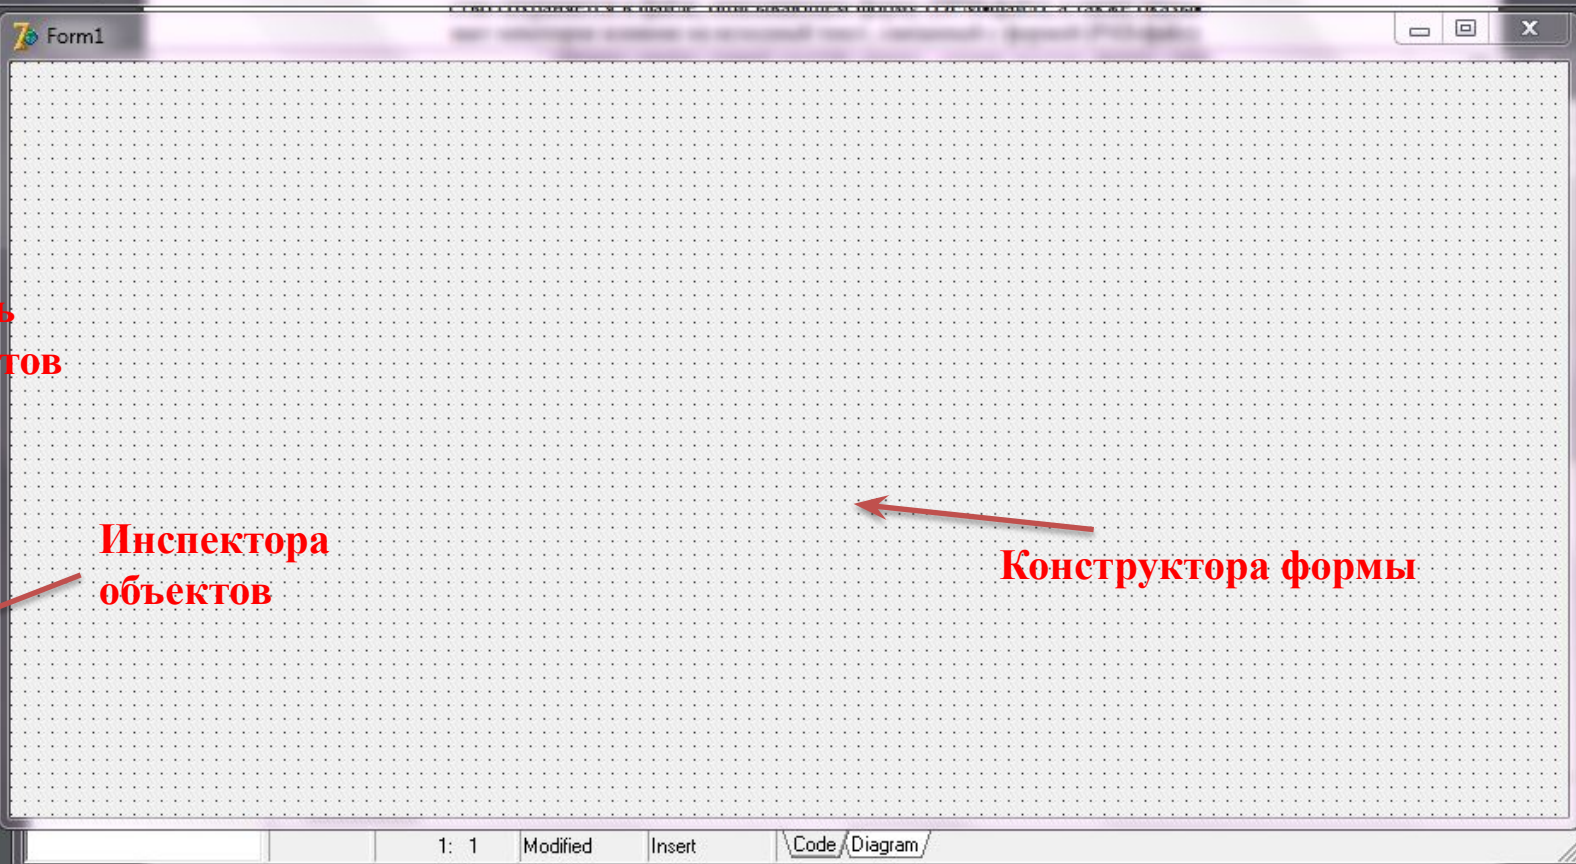 Form1
ь
тов
Инспектора
объектов
Конструктора формы
1: 1
Modified
Insert
Code
Diagram